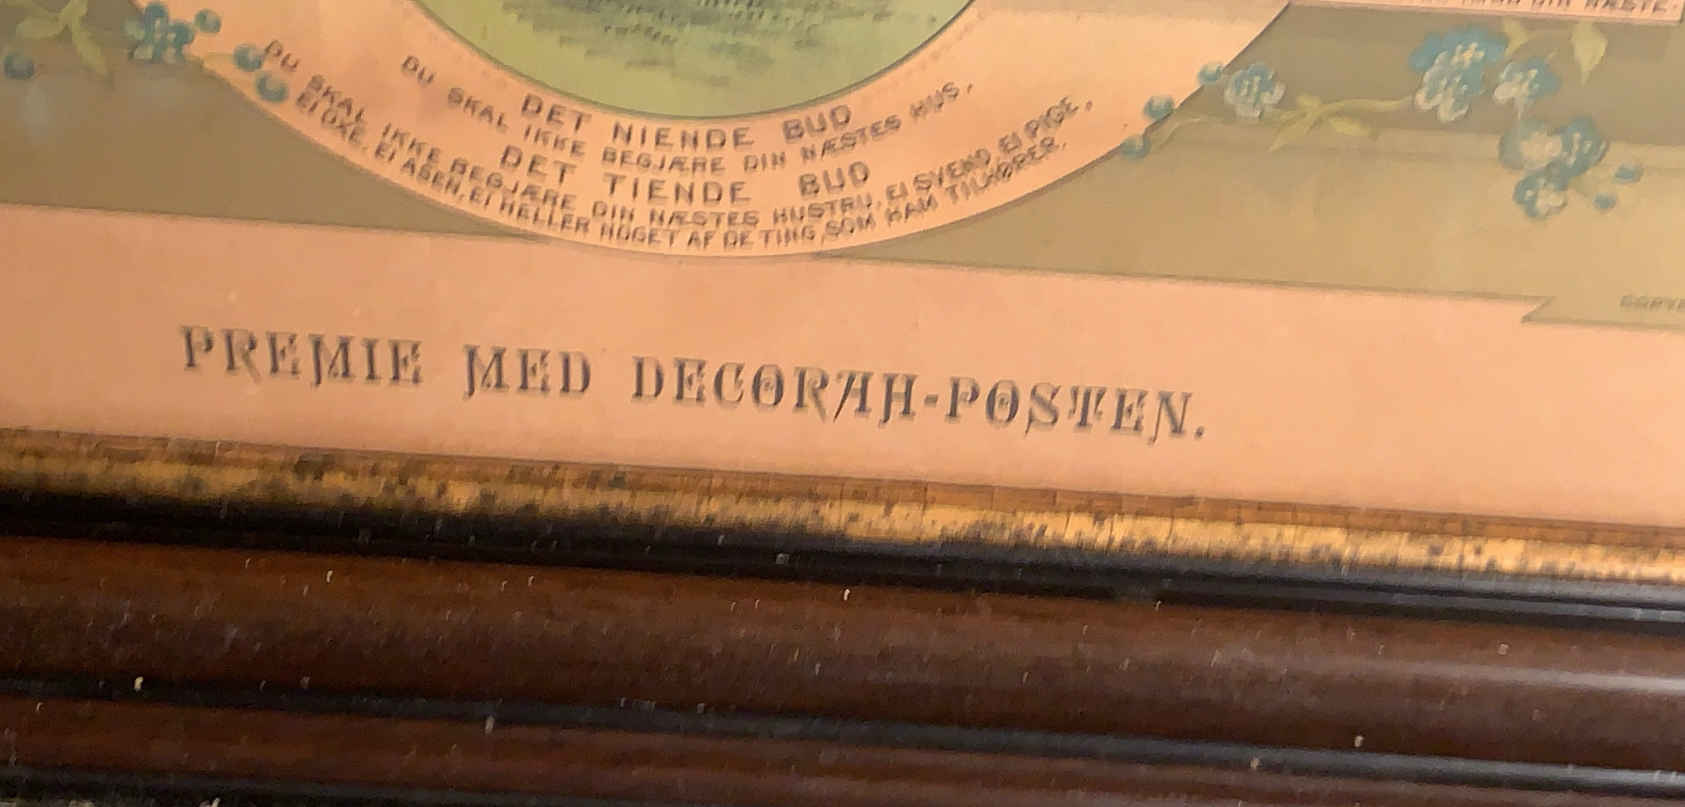 DIN NÆSTE.
DET NIENDE BUD
DU SKAL IKKE BEGJÆRE DIN NÆSTES HUS.
DET TIENDE BUD
DU SKAL IKKE BEGJÆRE DIN NÆSTES HUSTRU, EI SVEND, EI PIGE,
EI OXE, EI ASEN, EI HELLER NOGET AF DE TING, SOM HAM TILHØRER.
PREMIE MED DECORAH-POSTEN.